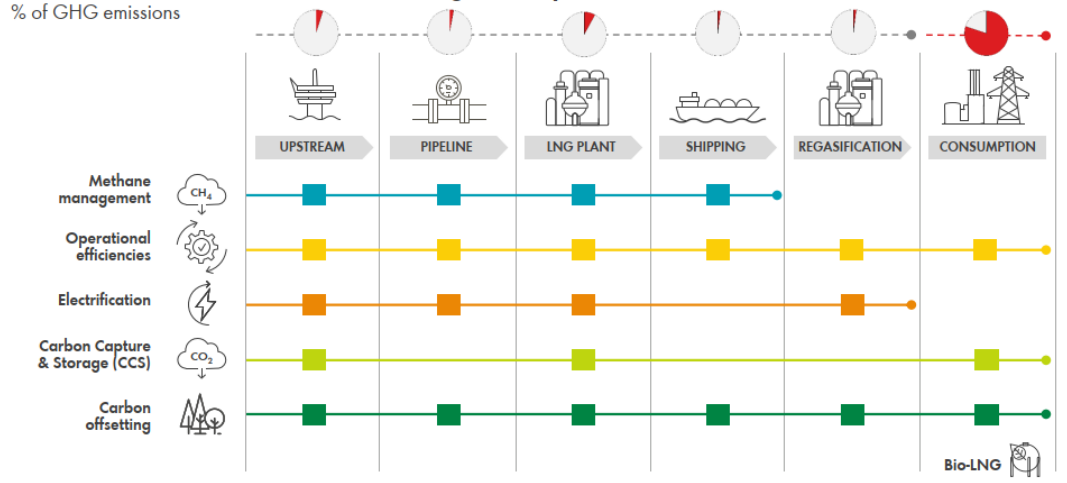 % of GHG emissions
UPSTREAM
PIPELINE
LNG PLANT
SHIPPING
REGASIFICATION
CONSUMPTION
Methane
management
CH4
Operational
efficiencies
Electrification
Carbon Capture
& Storage (CCS)
CO2
Carbon
offsetting
Bio-LNG